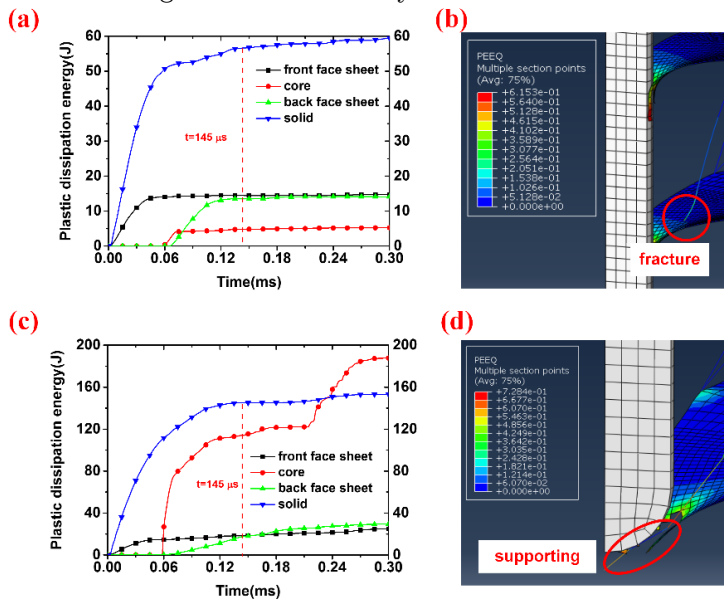 (a)
60
50
40
30
20
10
0
Plastic dissipation energy(J)
front face sheet
core
back face sheet
solid
t=145 μs
60
50
40
30
20
10
0
0.00 0.06 0.12 0.18 0.24 0.30
Time(ms)
(b)
PEEQ
Multiple section points
(Avg: 75%)
+6.153e-01
+5.640e-01
+5.128e-01
+4.615e-01
+4.102e-01
+3.589e-01
+3.077e-01
+2.564e-01
+2.051e-01
+1.538e-01
+1.026e-01
+5.128e-02
+0.000e+00
fracture
(c)
200
160
120
80
40
0
Plastic dissipation energy(J)
front face sheet
core
back face sheet
solid
t=145 μs
200
160
120
80
40
0
0.00 0.06 0.12 0.18 0.24 0.30
Time(ms)
(d)
PEEQ
Multiple section points
(Avg: 75%)
+7.284e-01
+6.677e-01
+6.070e-01
+5.463e-01
+4.856e-01
+4.249e-01
+3.642e-01
+3.035e-01
+2.428e-01
+1.821e-01
+1.214e-01
+6.070e-02
+0.000e+00
supporting